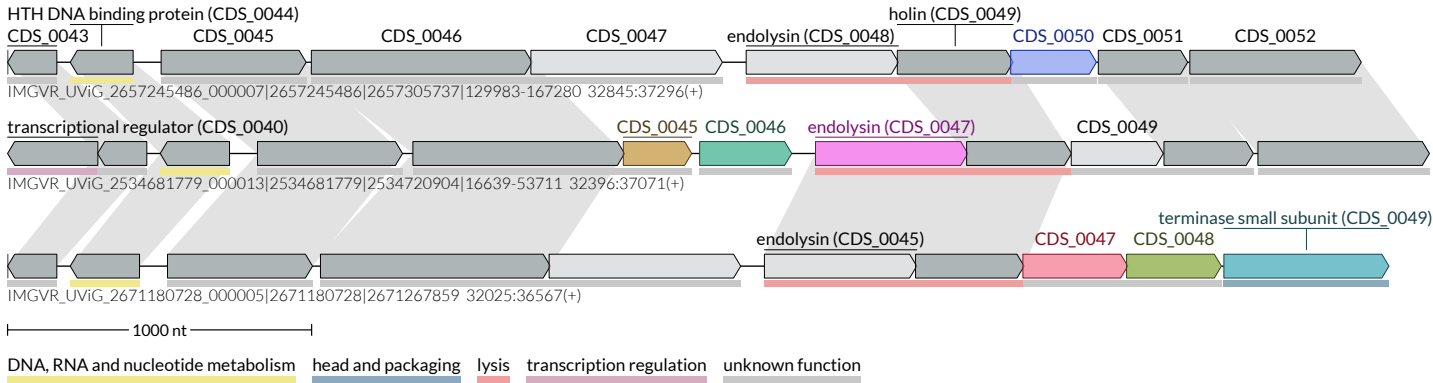 HTH DNA binding protein (CDS_0044) holin (CDS_0049)
CDS_0043 CDS_0045 CDS_0046 CDS_0047 endolysin (CDS_0048) CDS_0050 CDS_0051 CDS_0052
IMGVR_UViG_2657245486_000007|2657245486|2657305737|129983-167280 32845:37296(+)
transcriptional regulator (CDS_0040) CDS_0045 CDS_0046 endolysin (CDS_0047) CDS_0049
IMGVR_UViG_2534681779_000013|2534681779|2534720904|16639-53711 32396:37071(+)
terminase small subunit (CDS_0049)
endolysin (CDS_0045) CDS_0047 CDS_0048
IMGVR_UViG_2671180728_000005|2671180728|2671267859 32025:36567(+)
1000 nt
DNA, RNA and nucleotide metabolism head and packaging lysis transcription regulation unknown function